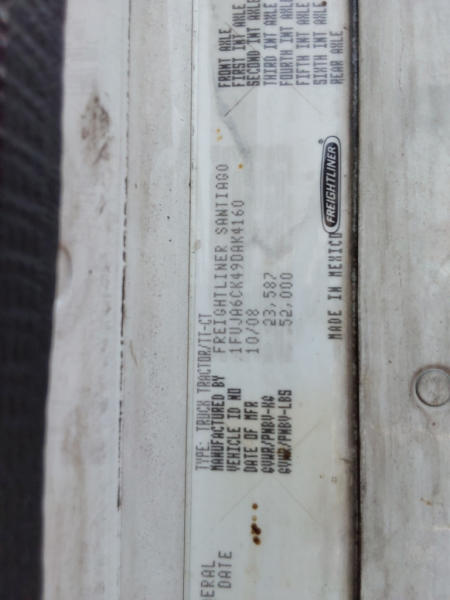 TYPE: TRUCK TRACTOR/TT-CT
MANUFACTURED BY FREIGHTLINER SANTIAGO
VEHICLE ID NO 1FUJA6CK49DAK4160
DATE OF MFR 10/08
GVWR/PNBV-KG 23,587
GVWR/PNBV-LBS 52,000
MADE IN MEXICO
FREIGHTLINER
FRONT AXLE
FIRST INT AXLE
SECOND INT AXLE
THIRD INT AXLE
FOURTH INT AXLE
FIFTH INT AXLE
SIXTH INT AXLE
REAR AXLE
ERAL
DATE